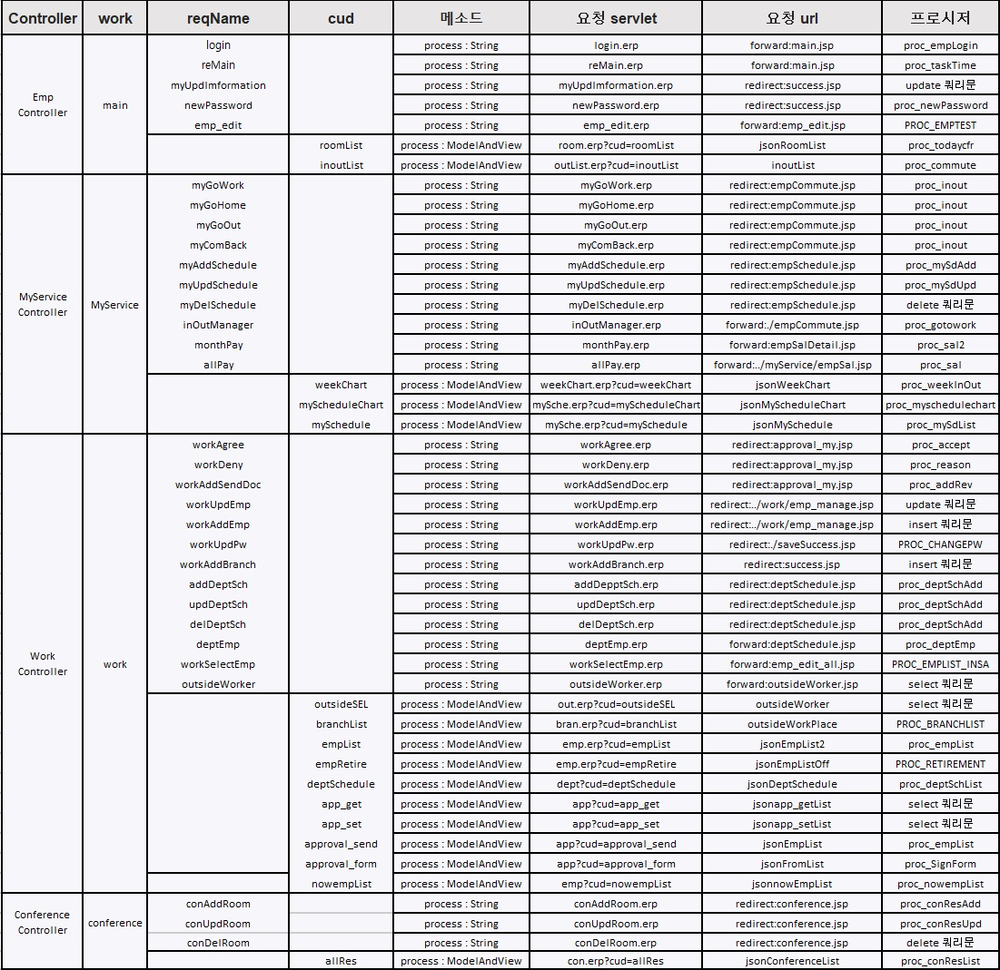 Controller work reqName cud 메소드 요청 servlet 요청 url 프로시저
login process : String login.erp forward:main.jsp proc_empLogin
reMain process : String reMain.erp forward:main.jsp proc_taskTime
myUpdImformation process : String myUpdImformation.erp redirect:success.jsp update 쿼리문
Emp Controller main newPassword process : String newPassword.erp redirect:success.jsp proc_newPassword
emp_edit process : String emp_edit.erp forward:emp_edit.jsp PROC_EMPTEST
roomList process : ModelAndView room.erp?cud=roomList jsonRoomList proc_todaycfr
inoutList process : ModelAndView outList.erp?cud=inoutList inoutList proc_commute
myGoWork process : String myGoWork.erp redirect:empCommute.jsp proc_inout
myGoHome process : String myGoHome.erp redirect:empCommute.jsp proc_inout
myGoOut process : String myGoOut.erp redirect:empCommute.jsp proc_inout
myComBack process : String myComBack.erp redirect:empCommute.jsp proc_inout
myAddSchedule process : String myAddSchedule.erp redirect:empSchedule.jsp proc_mySdAdd
myUpdSchedule process : String myUpdSchedule.erp redirect:empSchedule.jsp proc_mySdUpd
MyService Controller MyService myDelSchedule process : String myDelSchedule.erp redirect:empSchedule.jsp delete 쿼리문
inOutManager process : String inOutManager.erp forward:./empCommute.jsp proc_gotowork
monthPay process : String monthPay.erp forward:empSalDetail.jsp proc_sal2
allPay process : String allPay.erp forward:../myService/empSal.jsp proc_sal
weekChart process : ModelAndView weekChart.erp?cud=weekChart jsonWeekChart proc_weekInOut
myScheduleChart process : ModelAndView mySche.erp?cud=myScheduleChart jsonMyScheduleChart proc_myschedulechart
mySchedule process : ModelAndView mySche.erp?cud=mySchedule jsonMySchedule proc_mySdList
workAgree process : String workAgree.erp redirect:approval_my.jsp proc_accept
workDeny process : String workDeny.erp redirect:approval_my.jsp proc_reason
workAddSendDoc process : String workAddSendDoc.erp redirect:approval_my.jsp proc_addRev
workUpdEmp process : String workUpdEmp.erp redirect:../work/emp_manage.jsp update 쿼리문
workAddEmp process : String workAddEmp.erp redirect:../work/emp_manage.jsp insert 쿼리문
workUpdPw process : String workUpdPw.erp redirect:./saveSuccess.jsp PROC_CHANGEPW
workAddBranch process : String workAddBranch.erp redirect:success.jsp insert 쿼리문
addDeptSch process : String addDepptSch.erp redirect:deptSchedule.jsp proc_deptSchAdd
updDeptSch process : String updDeptSch.erp redirect:deptSchedule.jsp proc_deptSchAdd
delDeptSch process : String delDeptSch.erp redirect:deptSchedule.jsp proc_deptSchAdd
deptEmp process : String deptEmp.erp forward:deptSchedule.jsp proc_deptEmp
Work Controller work workSelectEmp process : String workSelectEmp.erp forward:emp_edit_all.jsp PROC_EMPLIST_INSA
outsideWorker process : String outsideWorker.erp forward:outsideWorker.jsp select 쿼리문
outsideSEL process : ModelAndView out.erp?cud=outsideSEL outsideWorker select 쿼리문
branchList process : ModelAndView bran.erp?cud=branchList outsideWorkPlace PROC_BRANCHLIST
empList process : ModelAndView emp.erp?cud=empList jsonEmpList2 proc_empList
empRetire process : ModelAndView emp.erp?cud=empRetire jsonEmpListOff PROC_RETIREMENT
deptSchedule process : ModelAndView dept?cud=deptSchedule jsonDeptSchedule proc_deptSchList
app_get process : ModelAndView app?cud=app_get jsonapp_getList select 쿼리문
app_set process : ModelAndView app?cud=app_set jsonapp_setList select 쿼리문
approval_send process : ModelAndView app?cud=approval_send jsonEmpList proc_empList
approval_form process : ModelAndView app?cud=approval_form jsonFromList proc_SignForm
nowempList process : ModelAndView emp?cud=nowempList jsonnowEmpList proc_nowempList
conAddRoom process : String conAddRoom.erp redirect:conference.jsp proc_conResAdd
Conference Controller conference conUpdRoom process : String conUpdRoom.erp redirect:conference.jsp proc_conResUpd
conDelRoom process : String conDelRoom.erp redirect:conference.jsp delete 쿼리문
allRes process : ModelAndView con.erp?cud=allRes jsonConferenceList proc_conResList